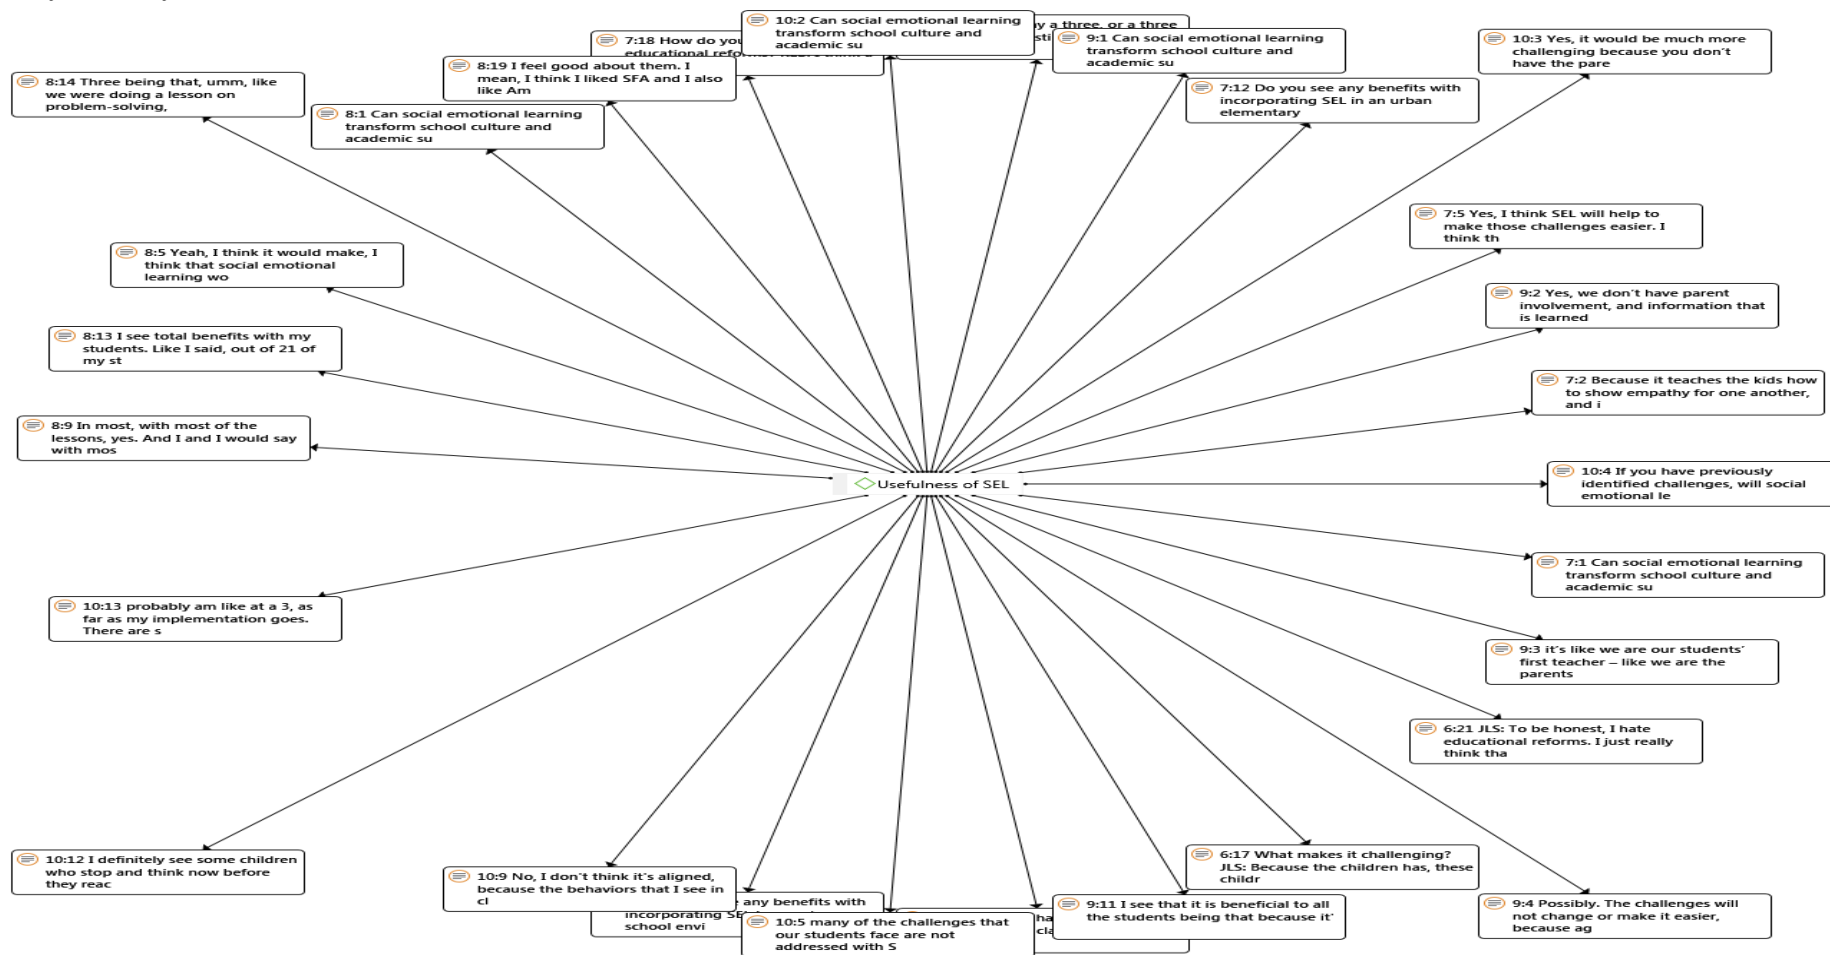 10:2 Can social emotional learning
transform school culture and
academic su
y a three, or a three
sti
9:1 Can social emotional learning
transform school culture and
academic su
10:3 Yes, it would be much more
challenging because you don't
have the pare
7:18 How do you
educational refo
8:19 I feel good about them. I
mean, I think I liked SFA and I also
like Am
8:14 Three being that, umm, like
we were doing a lesson on
problem-solving,
8:1 Can social emotional learning
transform school culture and
academic su
7:12 Do you see any benefits with
incorporating SEL in an urban
elementary
7:5 Yes, I think SEL will help to
make those challenges easier. I
think th
8:5 Yeah, I think it would make, I
think that social emotional
learning wo
9:2 Yes, we don't have parent
involvement, and information that
is learned
8:13 I see total benefits with my
students. Like I said, out of 21 of
my st
7:2 Because it teaches the kids how
to show empathy for one another,
and i
8:9 In most, with most of the
lessons, yes. And I and I would say
with mos
Usefulness of SEL
10:4 If you have previously
identified challenges, will social
emotional le
7:1 Can social emotional learning
transform school culture and
academic su
10:13 probably am like at a 3, as
far as my implementation goes.
There are s
9:3 it's like we are our students'
first teacher – like we are the
parents
6:21 JLS: To be honest, I hate
educational reforms. I just really
think tha
10:12 I definitely see some children
who stop and think now before
they reac
10:9 No, I don't think it's aligned,
because the behaviors that I see in
cl
any benefits with
incorporating SE
school envi
10:5 many of the challenges that
our students face are not
addressed with S
ha
cla
9:11 I see that it is beneficial to all
the students being that because it'
6:17 What makes it challenging?
JLS: Because the children has, these
childr
9:4 Possibly. The challenges will
not change or make it easier,
because ag